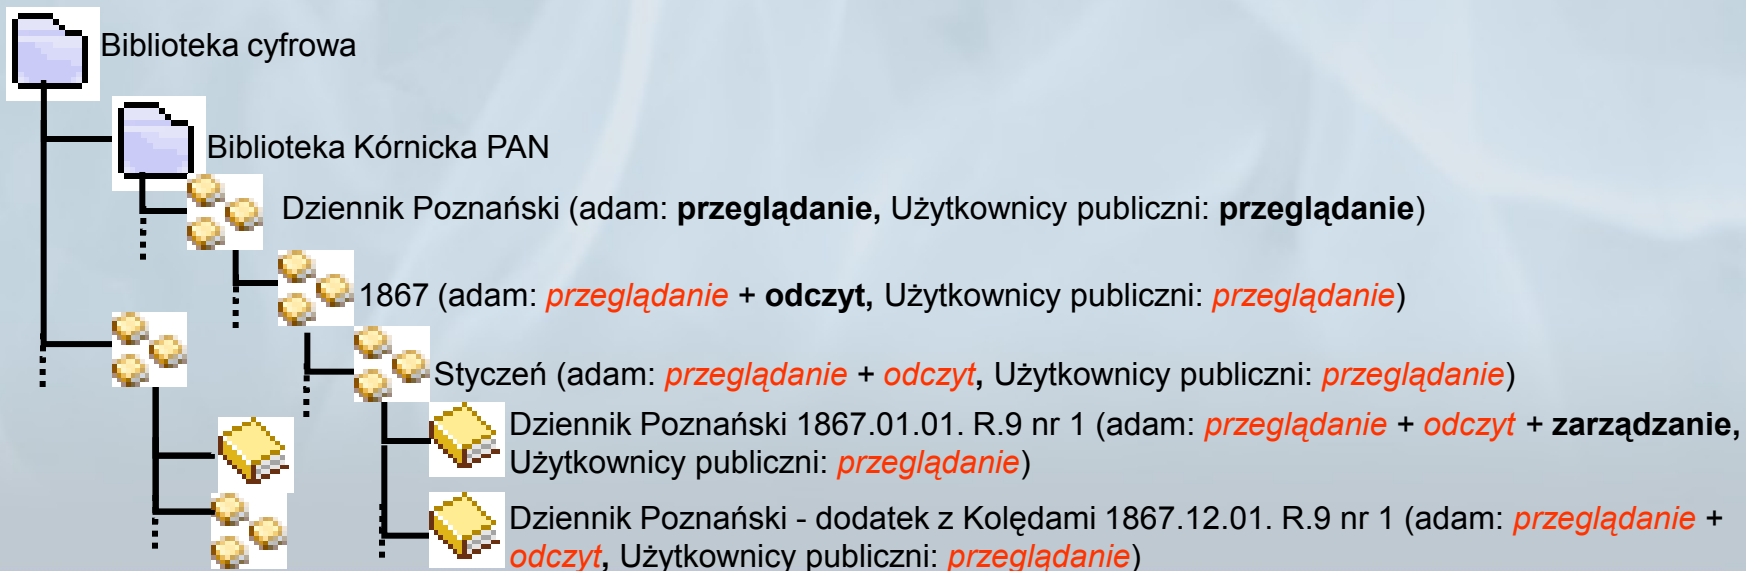 Biblioteka cyfrowa
Biblioteka Kórnicka PAN
Dziennik Poznański (adam: przeglądanie, Użytkownicy publiczni: przeglądanie)
1867 (adam: przeglądanie + odczyt, Użytkownicy publiczni: przeglądanie)
Styczeń (adam: przeglądanie + odczyt, Użytkownicy publiczni: przeglądanie)
Dziennik Poznański 1867.01.01. R.9 nr 1 (adam: przeglądanie + odczyt + zarządzanie,
Użytkownicy publiczni: przeglądanie)
Dziennik Poznański - dodatek z Kolędami 1867.12.01. R.9 nr 1 (adam: przeglądanie +
odczyt, Użytkownicy publiczni: przeglądanie)